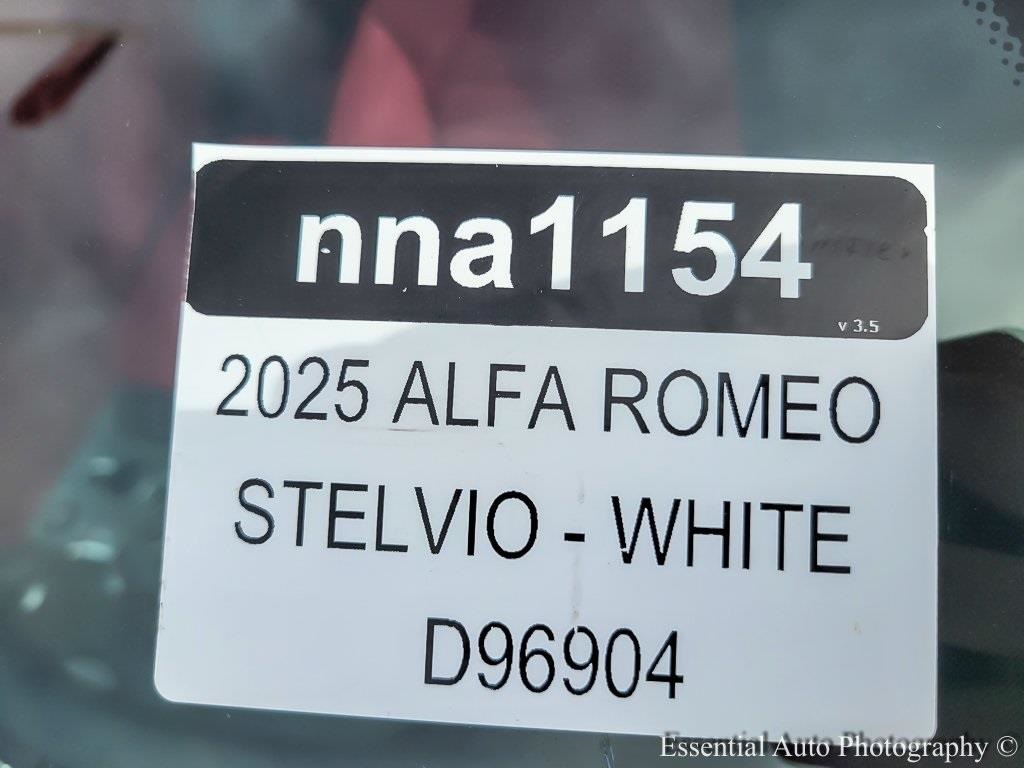 nna1154
v 3.5
2025 ALFA ROMEO
STELVIO - WHITE
D96904
Essential Auto Photography ©